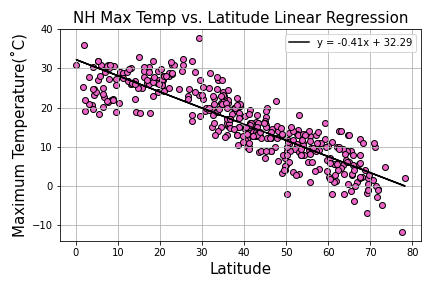 NH Max Temp vs. Latitude Linear Regression
y = -0.41x + 32.29
Maximum Temperature(˚C)
40
30
20
10
0
−10
0 10 20 30 40 50 60 70 80
Latitude